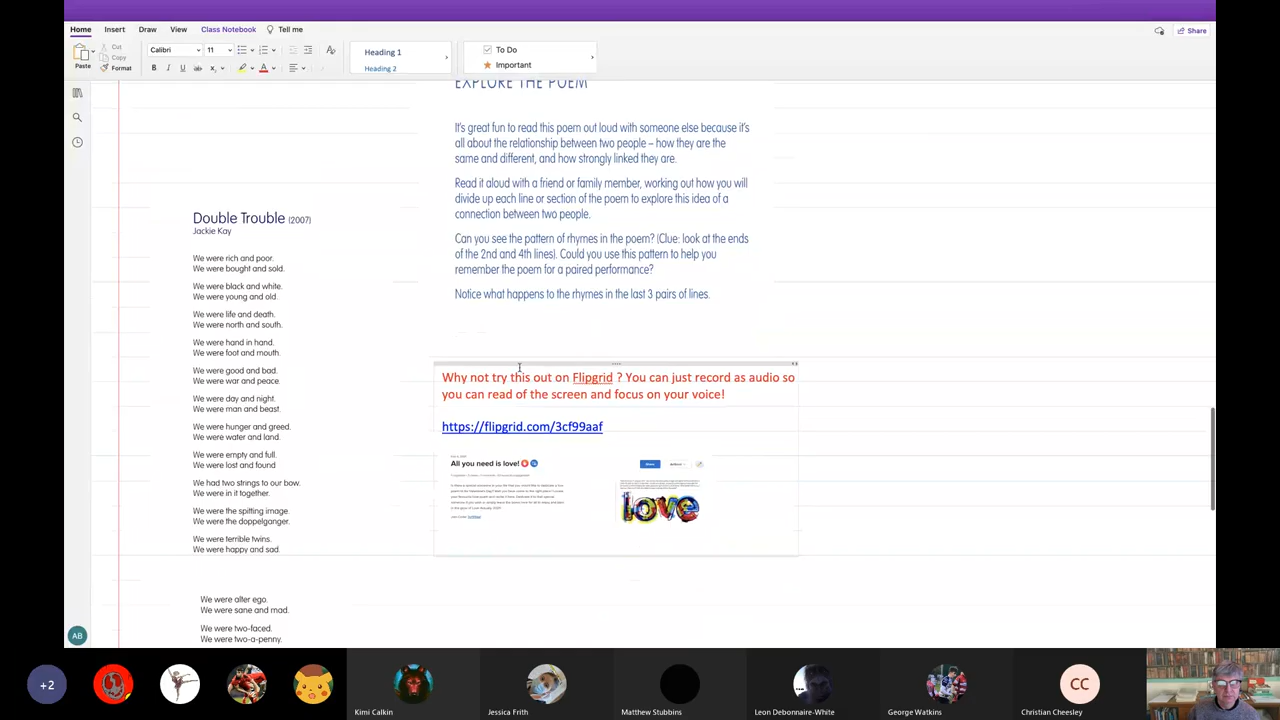 Home Insert Draw View Class Notebook Tell me
Share
Paste
Cut
Copy
Format
Calibri 11
Heading 1
Heading 2
To Do
Important
EXPLORE THE POEM
It's great fun to read this poem out loud with someone else because it's
all about the relationship between two people – how they are the
same and different, and how strongly linked they are.
Read it aloud with a friend or family member, working out how you will
divide up each line or section of the poem to explore this idea of a
connection between two people.
Can you see the pattern of rhymes in the poem? (Clue: look at the ends
of the 2nd and 4th lines). Could you use this pattern to help you
remember the poem for a paired performance?
Notice what happens to the rhymes in the last 3 pairs of lines.
Double Trouble (2007)
Jackie Kay
We were rich and poor.
We were bought and sold.
We were black and white.
We were young and old.
We were life and death.
We were north and south.
We were hand in hand.
We were foot and mouth.
We were good and bad.
We were war and peace.
We were day and night.
We were man and beast.
We were hunger and greed.
We were water and land.
We were empty and full.
We were lost and found
We had two strings to our bow.
We were in it together.
We were the spitting image.
We were the doppelganger.
We were terrible twins.
We were happy and sad.
We were alter ego.
We were sane and mad.
We were two-faced.
We were two-a-penny.
Why not try this out on Flipgrid ? You can just record as audio so
you can read of the screen and focus on your voice!
https://flipgrid.com/3cf99aaf
All you need is love!
Share
love
AB
+2
Kimi Calkin
Jessica Frith
Matthew Stubbins
Leon Debonnaire-White
George Watkins
CC
Christian Cheesley